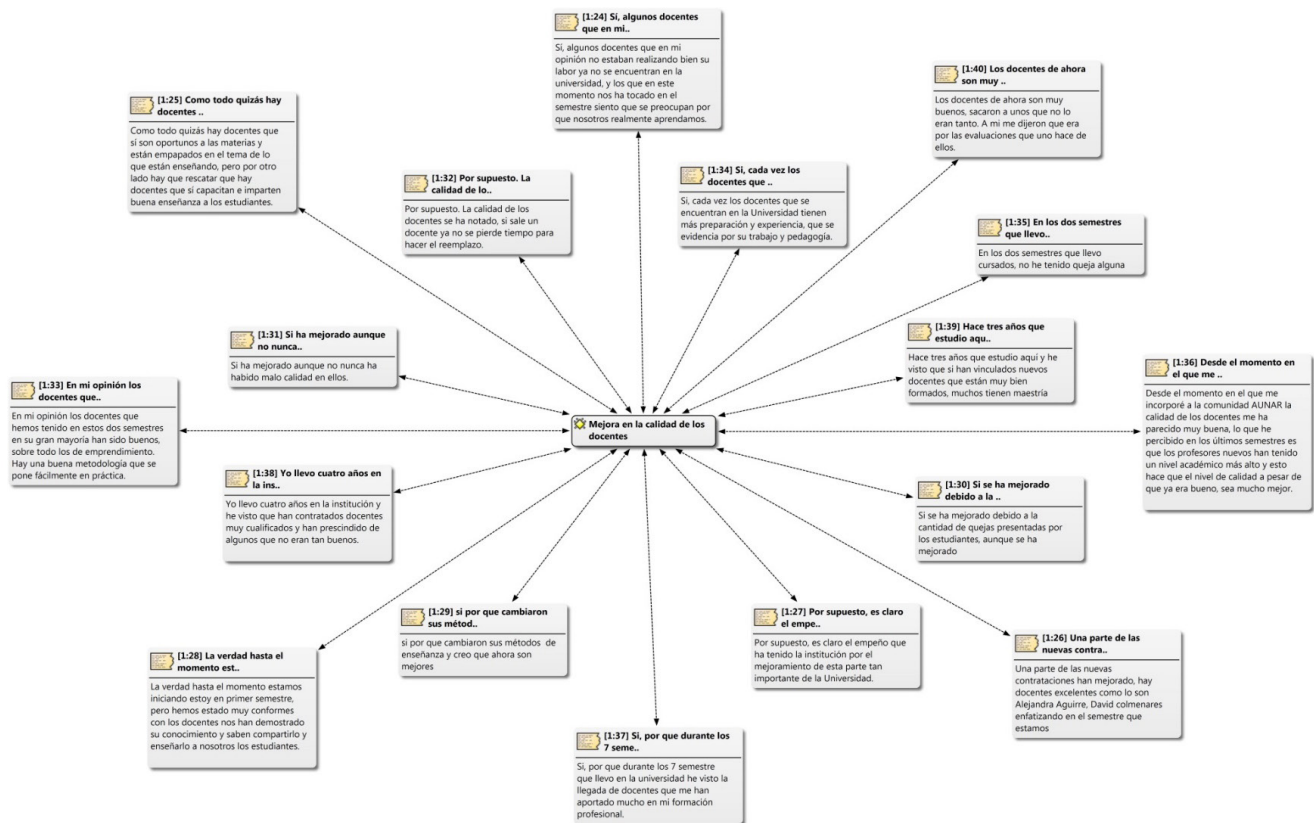 [1:24] Sí, algunos docentes
que en mi..
Si, algunos docentes que en mi
opinión no estaban realizando bien su
labor ya no se encuentran en la
universidad, y los que en este
momento nos ha tocado en el
semestre siento que se preocupan por
que nosotros realmente aprendamos.
[1:40] Los docentes de ahora
son muy ..
Los docentes de ahora son muy
buenos, sacaron a unos que no lo
eran tanto. A mi me dijeron que era
por las evaluaciones que uno hace de
ellos.
[1:25] Como todo quizás hay
docentes ..
Como todo quizás hay docentes que
sí son oportunos a las materias y
están empapados en el tema de lo
que están enseñando, pero por otro
lado hay que rescatar que hay
docentes que si capacitan e imparten
buena enseñanza a los estudiantes.
[1:32] Por supuesto. La
calidad de lo..
Por supuesto. La calidad de los
docentes se ha notado, si sale un
docente ya no se pierde tiempo para
hacer el reemplazo.
[1:34] Si, cada vez los
docentes que ..
Si, cada vez los docentes que se
encuentran en la Universidad tienen
más preparación y experiencia, que se
evidencia por su trabajo y pedagogía.
[1:35] En los dos semestres
que llevo..
En los dos semestres que llevo
cursados, no he tenido queja alguna
[1:31] Si ha mejorado aunque
no nunca..
Si ha mejorado aunque no nunca ha
habido malo calidad en ellos.
[1:39] Hace tres años que
estudio aqu..
Hace tres años que estudio aquí y he
visto que si han vinculados nuevos
docentes que están muy bien
formados, muchos tienen maestría
[1:33] En mi opinión los
docentes que..
En mi opinión los docentes que
hemos tenido en estos dos semestres
en su gran mayoría han sido buenos,
sobre todo los de emprendimiento.
Hay una buena metodología que se
pone fácilmente en práctica.
[1:36] Desde el momento en
el que me ..
Desde el momento en el que me
incorporé a la comunidad AUNAR la
calidad de los docentes me ha
parecido muy buena, lo que he
percibido en los últimos semestres es
que los profesores nuevos han tenido
un nivel académico más alto y esto
hace que el nivel de calidad a pesar de
que ya era bueno, sea mucho mejor.
Mejora en la calidad de los
docentes
[1:38] Yo llevo cuatro años en
la ins..
Yo llevo cuatro años en la institución y
he visto que han contratados docentes
muy cualificados y han prescindido de
algunos que no eran tan buenos.
[1:30] Si se ha mejorado
debido a la ..
Si se ha mejorado debido a la
cantidad de quejas presentadas por
los estudiantes, aunque se ha
mejorado
[1:29] si por que cambiaron
sus métod..
si por que cambiaron sus métodos de
enseñanza y creo que ahora son
mejores
[1:27] Por supuesto, es claro
el empe..
Por supuesto, es claro el empeño que
ha tenido la institución por el
mejoramiento de esta parte tan
importante de la Universidad.
[1:28] La verdad hasta el
momento est..
La verdad hasta el momento estamos
iniciando estoy en primer semestre,
pero hemos estado muy conformes
con los docentes nos han demostrado
su conocimiento y saben compartirlo y
enseñarlo a nosotros los estudiantes.
[1:26] Una parte de las
nuevas contra..
Una parte de las nuevas
contrataciones han mejorado, hay
docentes excelentes como lo son
Alejandra Aguirre, David colmenares
enfatizando en el semestre que
estamos
[1:37] Si, por que durante los
7 seme..
Si, por que durante los 7 semestre
que llevo en la universidad he visto la
llegada de docentes que me han
aportado mucho en mi formación
profesional.